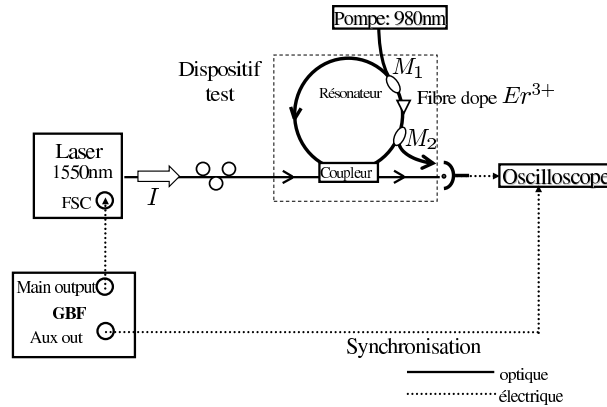 Pompe: 980nm
Dispositif
test
M₁
Résonateur
Fibre dope Er³⁺
M₂
Laser
1550nm
Coupleur
FSC
I
Oscilloscope
Main output
GBF
Aux out
Synchronisation
optique
électrique